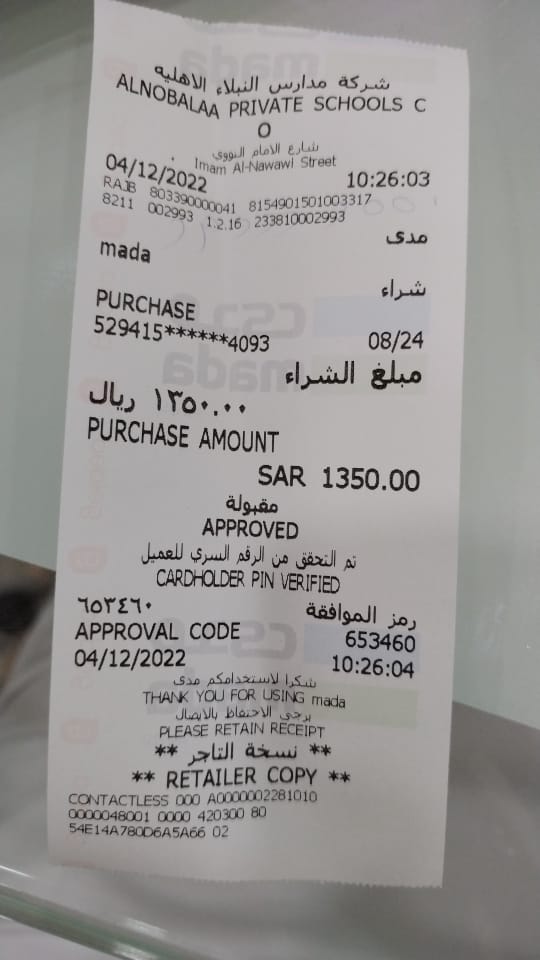 شركة مدارس النبلاء الاهليه
ALNOBALAA PRIVATE SCHOOLS C
O
شارع الامام النووي
Imam Al-Nawawi Street
04/12/2022 10:26:03
RAJB 803390000041 8154901501003317
8211 002993 1.2.16 233810002993
مدى
mada
شراء
PURCHASE
529415******4093 08/24
مبلغ الشراء
١٣٥٠.٠٠ ريال
PURCHASE AMOUNT
SAR 1350.00
مقبولة
APPROVED
تم التحقق من الرقم السري للعميل
CARDHOLDER PIN VERIFIED
رمز الموافقة ٦٥٣٤٦٠
APPROVAL CODE 653460
04/12/2022 10:26:04
شكرا لاستخدامكم مدى
THANK YOU FOR USING mada
يرجى الاحتفاظ بالايصال
PLEASE RETAIN RECEIPT
** نسخة التاجر **
** RETAILER COPY **
CONTACTLESS 000 A0000002281010
0000048001 0000 420300 80
54E14A780D6A5A66 02